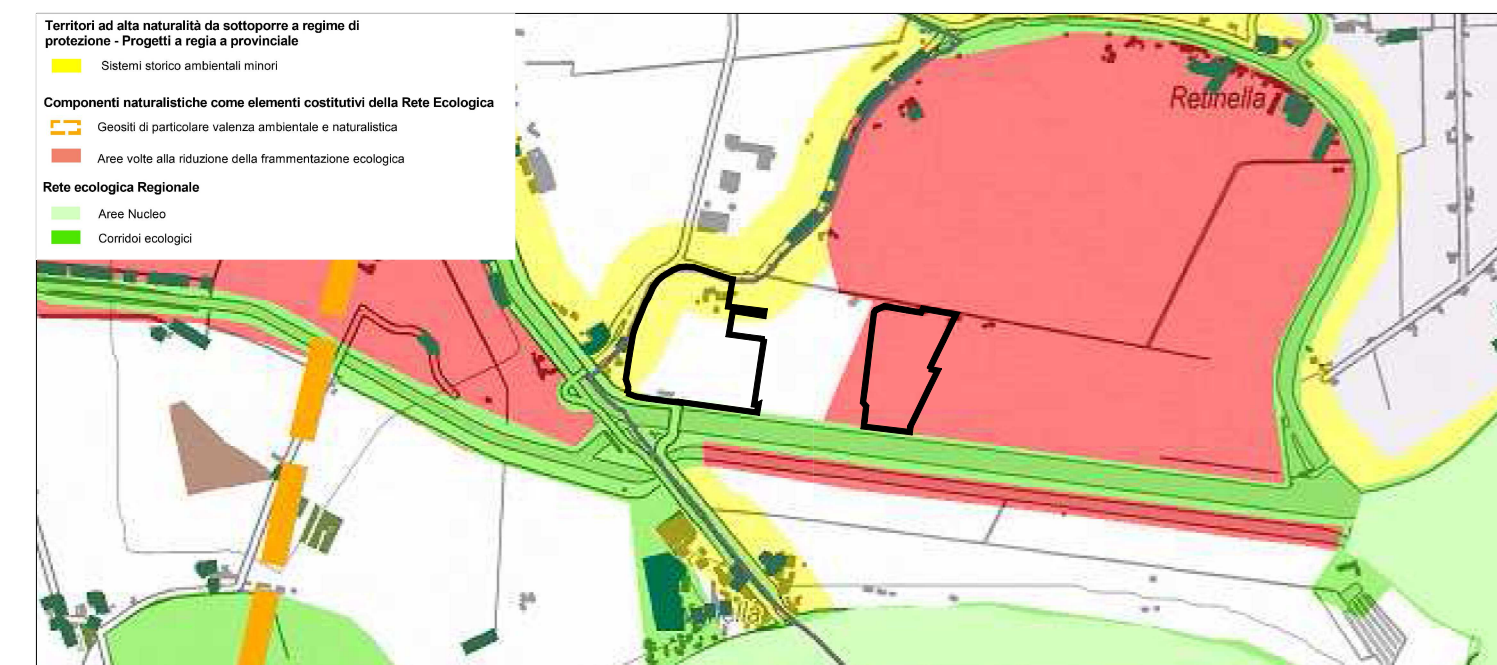 Territori ad alta naturalità da sottoporre a regime di
protezione - Progetti a regia a provinciale
Sistemi storico ambientali minori
Componenti naturalistiche come elementi costitutivi della Rete Ecologica
Geositi di particolare valenza ambientale e naturalistica
Aree volte alla riduzione della frammentazione ecologica
Rete ecologica Regionale
Aree Nucleo
Corridoi ecologici
Retinella